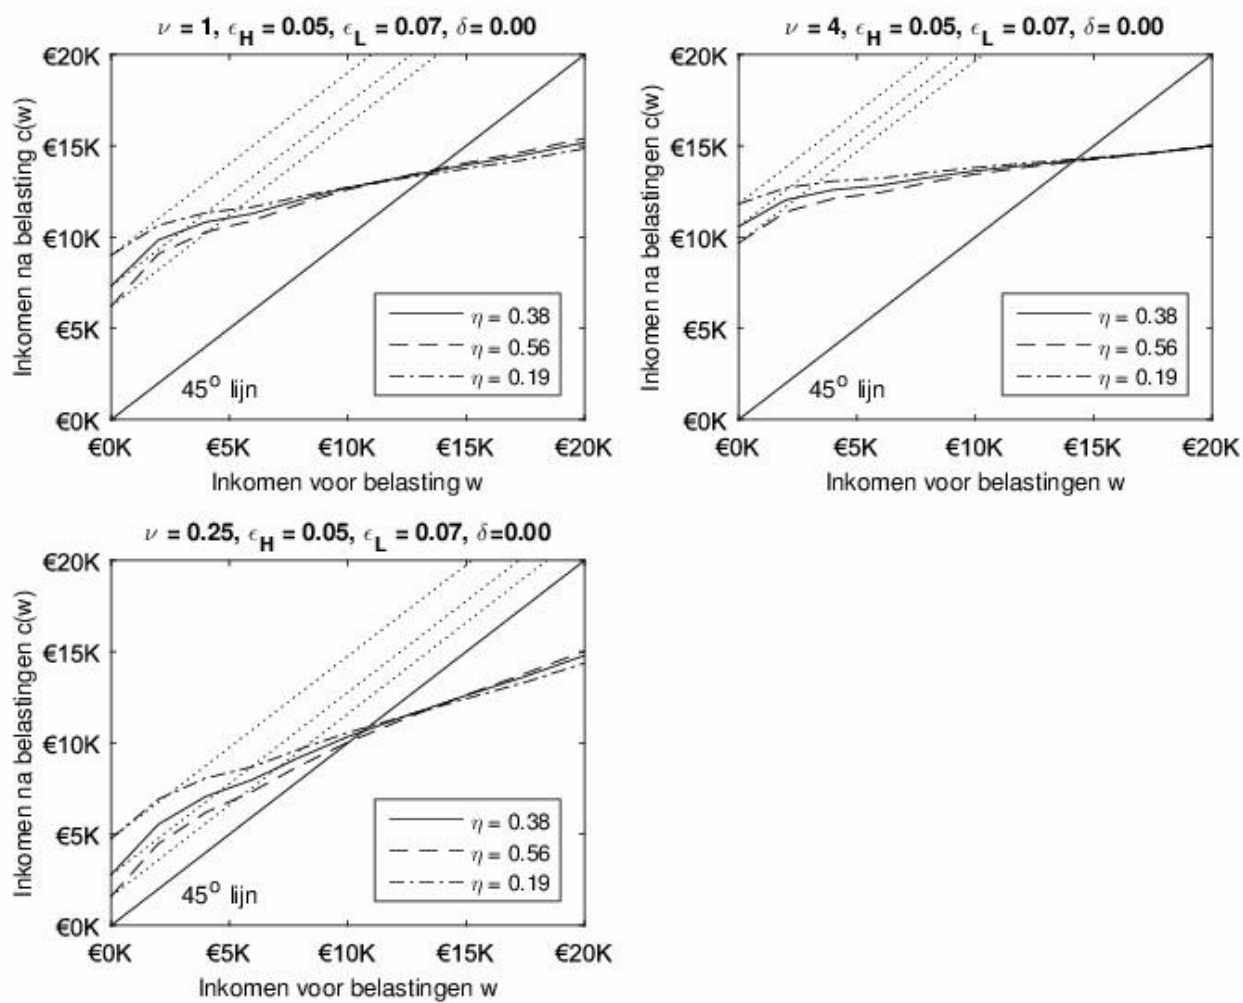 ν = 1, ϵH = 0.05, ϵL = 0.07, δ= 0.00
€20K
€15K
€10K
€5K
€0K
Inkomen na belasting c(w)
η = 0.38
η = 0.56
η = 0.19
45o lijn
€0K €5K €10K €15K €20K
Inkomen voor belasting w
ν = 4, ϵH = 0.05, ϵL = 0.07, δ= 0.00
€20K
€15K
€10K
€5K
€0K
Inkomen na belastingen c(w)
η = 0.38
η = 0.56
η = 0.19
45o lijn
€0K €5K €10K €15K €20K
Inkomen voor belastingen w
ν = 0.25, ϵH = 0.05, ϵL = 0.07, δ=0.00
€20K
€15K
€10K
€5K
€0K
Inkomen na belastingen c(w)
η = 0.38
η = 0.56
η = 0.19
45o lijn
€0K €5K €10K €15K €20K
Inkomen voor belastingen w